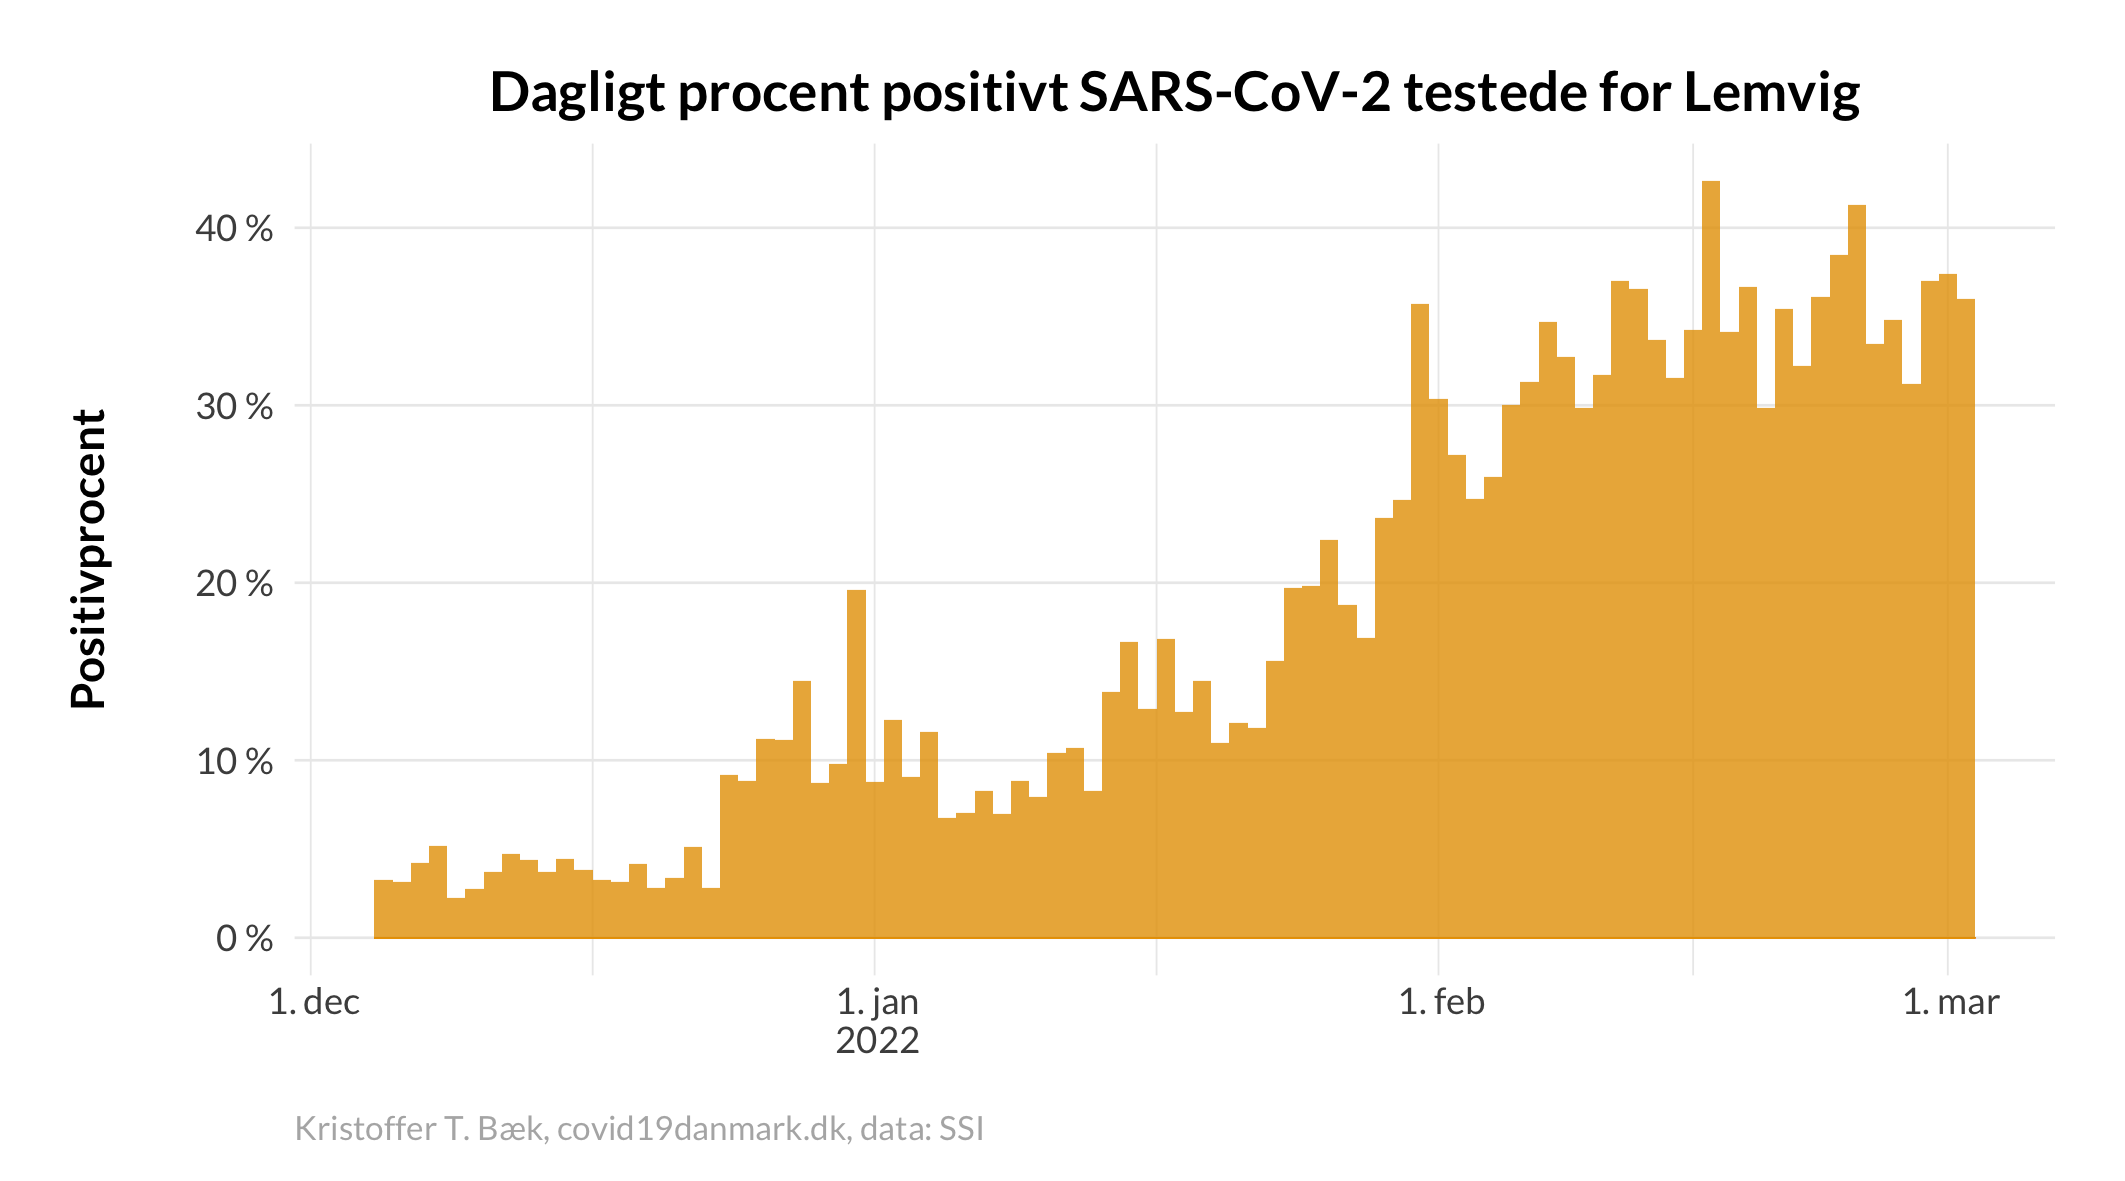 Dagligt procent positivt SARS-CoV-2 testede for Lemvig
Positivprocent
40 %
30 %
20 %
10 %
0 %
1. dec
1. jan
2022
1. feb
1. mar
Kristoffer T. Bæk, covid19danmark.dk, data: SSI